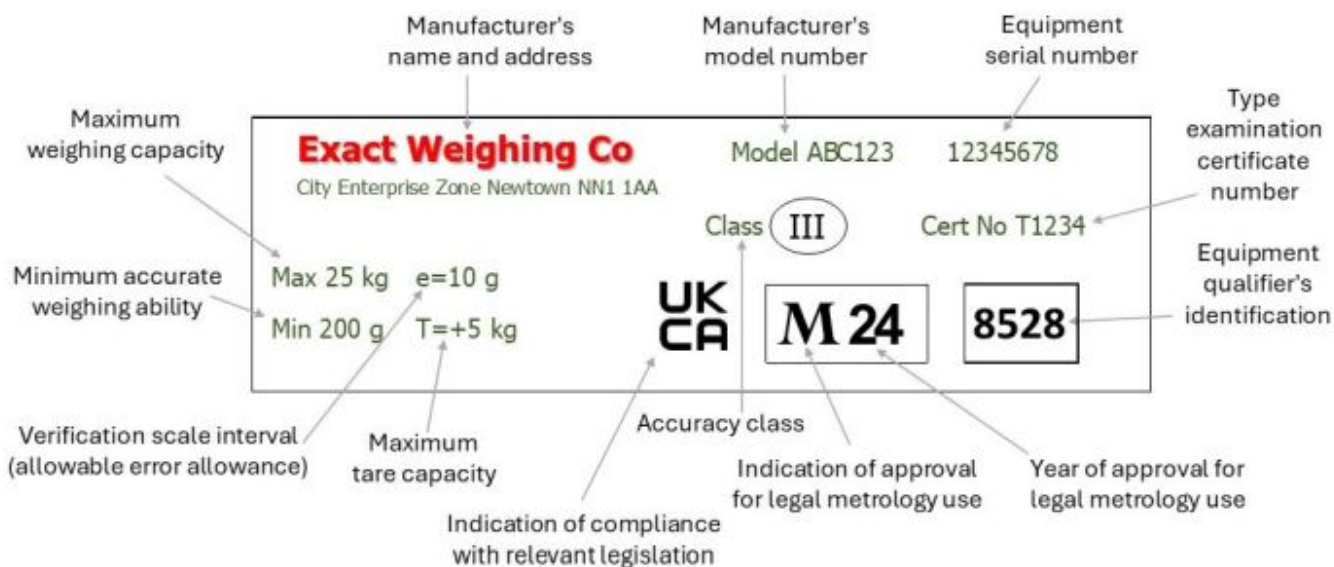 Manufacturer's
name and address
Manufacturer's
model number
Equipment
serial number
Maximum
weighing capacity
Type
examination
certificate
number
Exact Weighing Co
City Enterprise Zone Newtown NN1 1AA
Model ABC123
12345678
Class III
Cert No T1234
Minimum accurate
weighing ability
Max 25 kg e=10 g
Min 200 g T=+5 kg
UK
CA
M 24
8528
Equipment
qualifier's
identification
Verification scale interval
(allowable error allowance)
Maximum
tare capacity
Accuracy class
Indication of compliance
with relevant legislation
Indication of approval
for legal metrology use
Year of approval for
legal metrology use